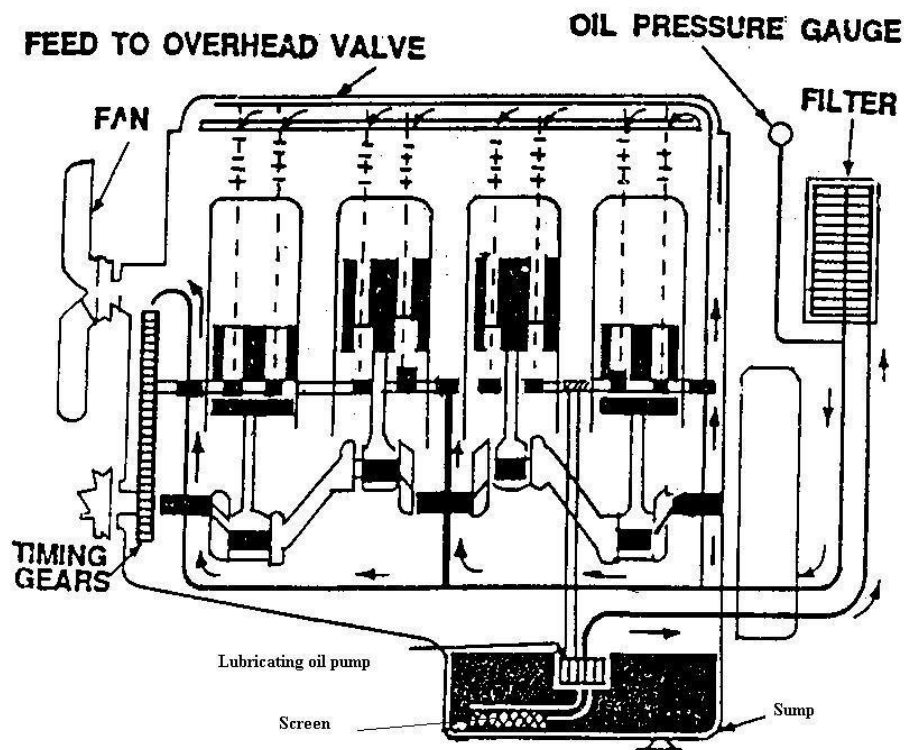 OIL PRESSURE GAUGE
FEED TO OVERHEAD VALVE
FILTER
FAN
TIMING
GEARS
Lubricating oil pump
Screen
Sump